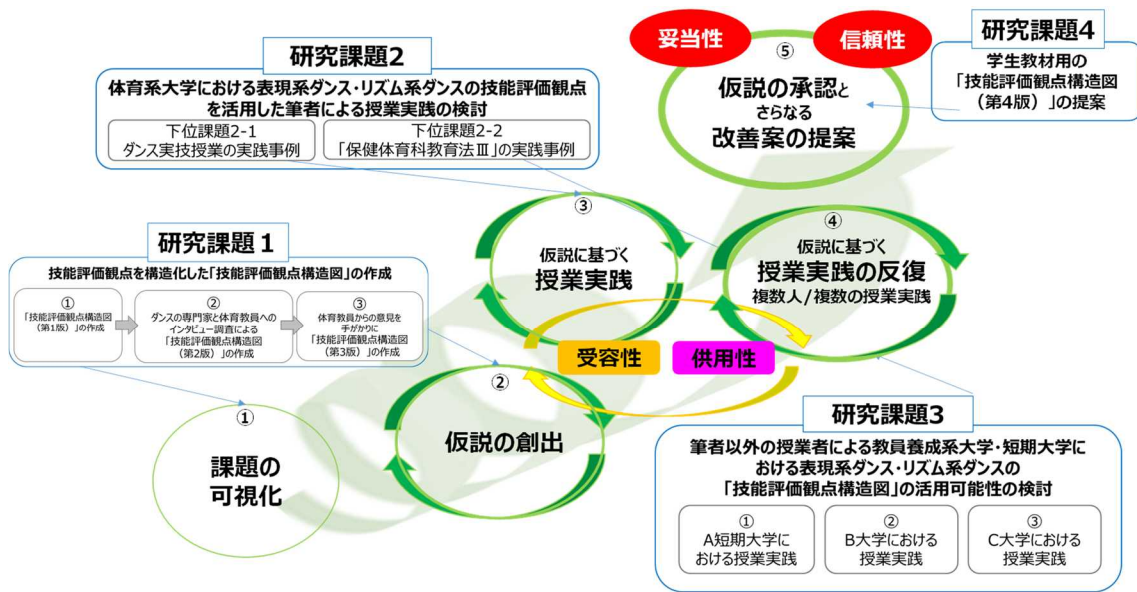 研究課題2
体育系大学における表現系ダンス・リズム系ダンスの技能評価観点
を活用した筆者による授業実践の検討
下位課題2-1
ダンス実技授業の実践事例
下位課題2-2
「保健体育科教育法Ⅲ」の実践事例
妥当性
信頼性
⑤
仮説の承認と
さらなる
改善案の提案
研究課題4
学生教材用の
「技能評価観点構造図
（第4版）」の提案
研究課題１
技能評価観点を構造化した「技能評価観点構造図」の作成
①
「技能評価観点構造図
（第1版）」の作成
②
ダンスの専門家と体育教員への
インタビュー調査による
「技能評価観点構造図
（第2版）」の作成
③
体育教員からの意見を
手がかりに
「技能評価観点構造図
（第3版）」の作成
③
仮説に基づく
授業実践
④
仮説に基づく
授業実践の反復
複数人/複数の授業実践
受容性
供用性
②
仮説の創出
①
課題の
可視化
研究課題3
筆者以外の授業者による教員養成系大学・短期大学に
おける表現系ダンス・リズム系ダンスの
「技能評価観点構造図」の活用可能性の検討
①
A短期大学に
おける授業実践
②
B大学における
授業実践
③
C大学における
授業実践